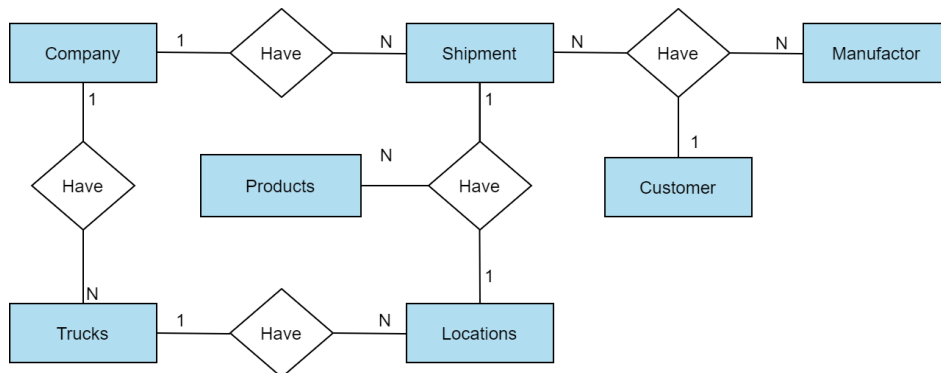 Company
1
Have
N
Shipment
N
Have
N
Manufactor
1
1
1
Have
Products
N
Have
Customer
N
1
Trucks
1
Have
N
Locations